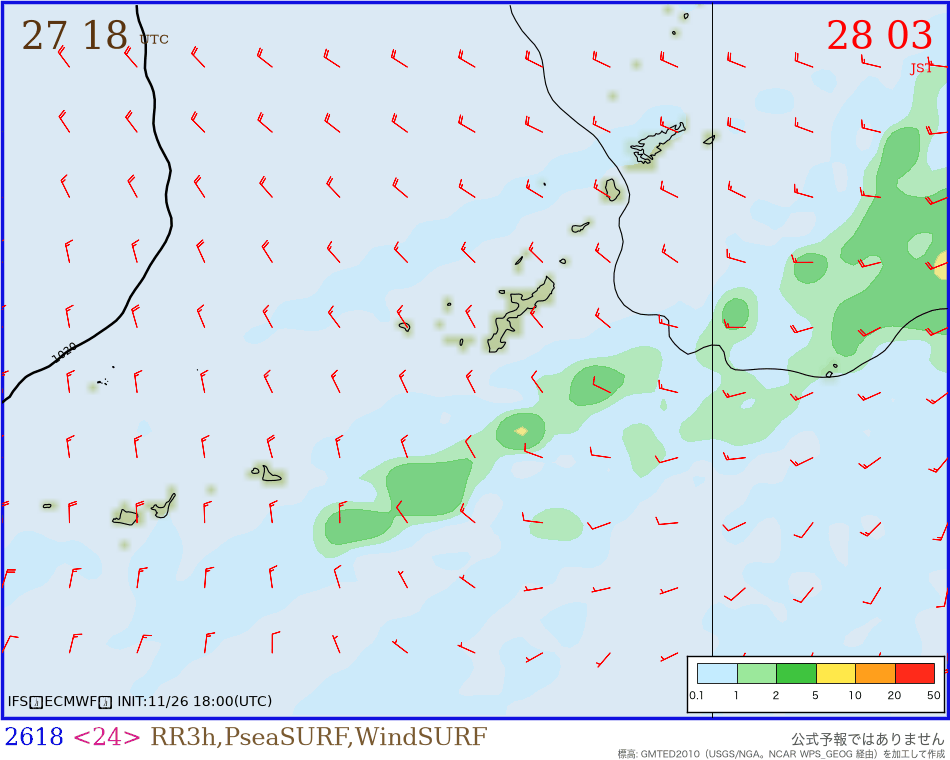 27 18 UTC
28 03
JST
1020
IFS ECMWF INIT:11/26 18:00(UTC)
0.1 1 2 5 10 20 50
2618 <24> RR3h,PseaSURF,WindSURF
公式予報ではありません
標高: GMTED2010（USGS/NGA。NCAR WPS_GEOG 経由）を加工して作成